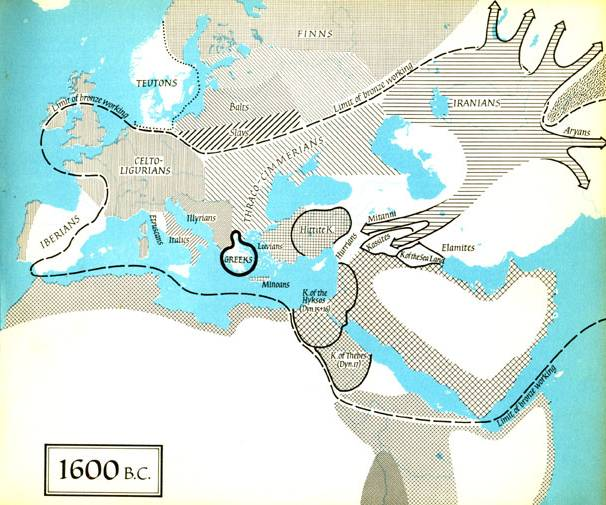 FINNS
TEUTONS
Limit of bronze working
Limit of bronze working
Balts
Slavs
IRANIANS
Aryans
CELTO-
LIGURIANS
THRACO-CIMMERIANS
IBERIANS
Etruscans
Italics
Illyrians
GREEKS
Luvians
Hittite K.
Minoans
Hurrians
Mitanni
Kassites
K of the Sea Land
Elamites
K. of the
Hyksos
(Dyn 15+16)
K. of Thebes
(Dyn. 17)
Limit of bronze working
1600 B.C.